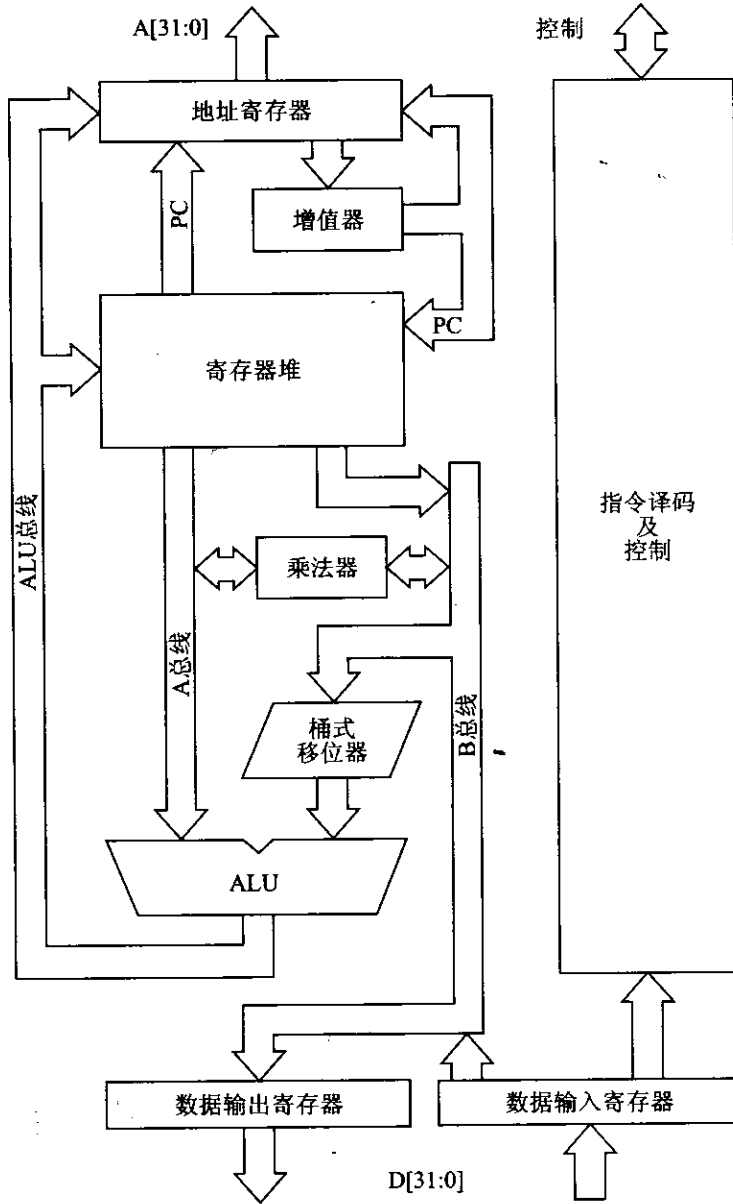 A[31:0]
控制
地址寄存器
PC
增值器
PC
寄存器堆
指令译码
及
控制
ALU总线
乘法器
A总线
B总线
桶式
移位器
ALU
数据输出寄存器
数据输入寄存器
D[31:0]